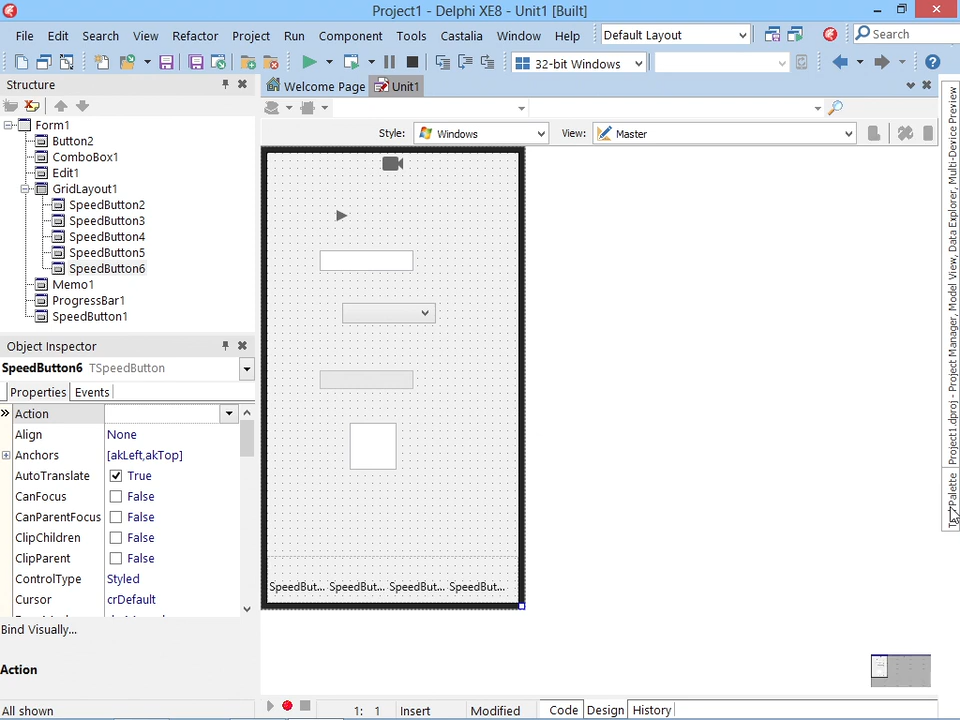 Project1 - Delphi XE8 - Unit1 [Built]
File Edit Search View Refactor Project Run Component Tools Castalia Window Help
Default Layout
Search
32-bit Windows
Structure
Welcome Page
Unit1
Style:
Windows
View:
Master
Form1
Button2
ComboBox1
Edit1
GridLayout1
SpeedButton2
SpeedButton3
SpeedButton4
SpeedButton5
SpeedButton6
Memo1
ProgressBar1
SpeedButton1
Object Inspector
SpeedButton6 TSpeedButton
Properties Events
Action
Align None
Anchors [akLeft,akTop]
AutoTranslate True
CanFocus False
CanParentFocus False
ClipChildren False
ClipParent False
ControlType Styled
Cursor crDefault
Bind Visually...
Action
All shown
SpeedBut... SpeedBut... SpeedBut... SpeedBut...
1: 1 Insert Modified Code Design History
Project1.dproj - Project Manager, Model View, Data Explorer, Multi-Device Preview
Palette